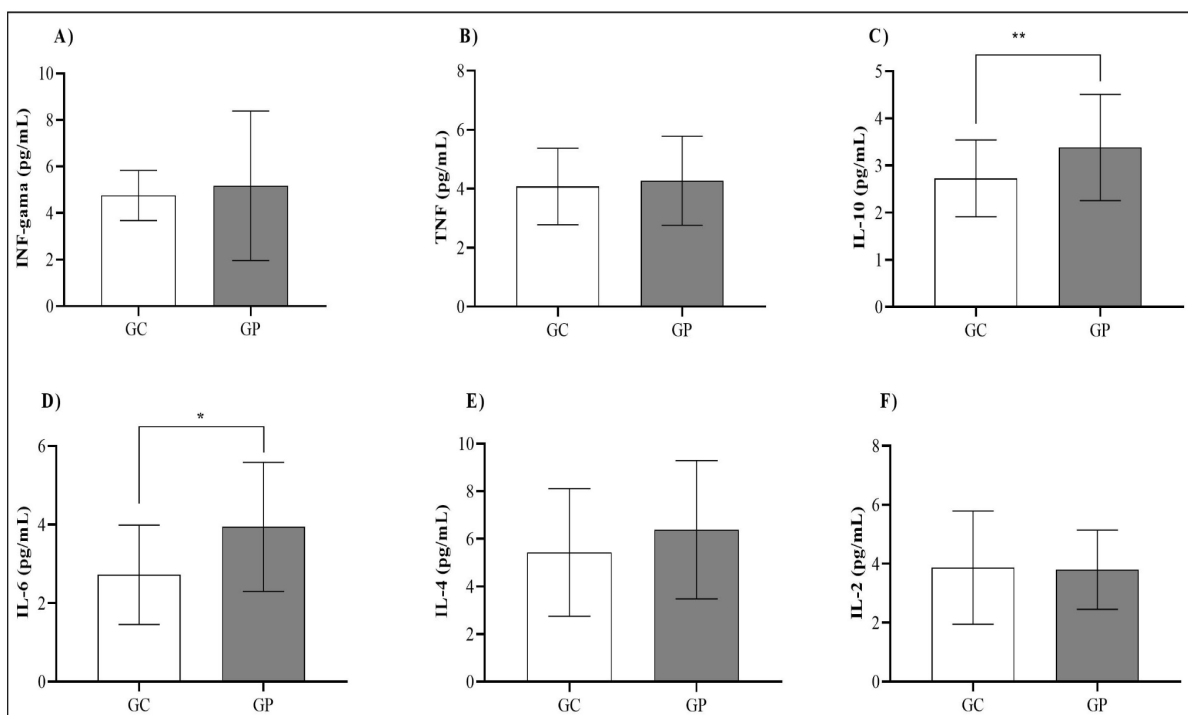 A)
INF-gama (pg/mL)
10
8
6
4
2
0
GC GP
B)
TNF (pg/mL)
8
6
4
2
0
GC GP
C)
**
IL-10 (pg/mL)
5
4
3
2
1
0
GC GP
D)
*
IL-6 (pg/mL)
6
4
2
0
GC GP
E)
IL-4 (pg/mL)
10
8
6
4
2
0
GC GP
F)
IL-2 (pg/mL)
8
6
4
2
0
GC GP